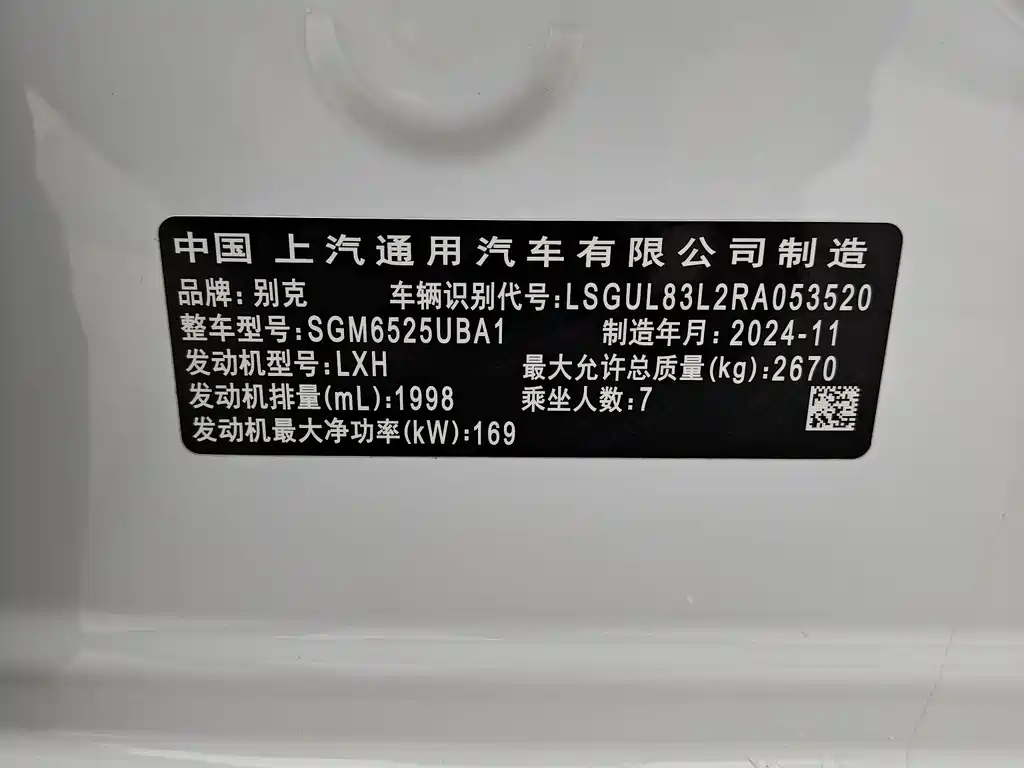 中国 上汽通用汽车有限公司制造
品牌: 别克 车辆识别代号:LSGUL83L2RA053520
整车型号:SGM6525UBA1 制造年月: 2024-11
发动机型号:LXH 最大允许总质量(kg):2670
发动机排量(mL):1998 乘坐人数:7
发动机最大净功率(kW):169